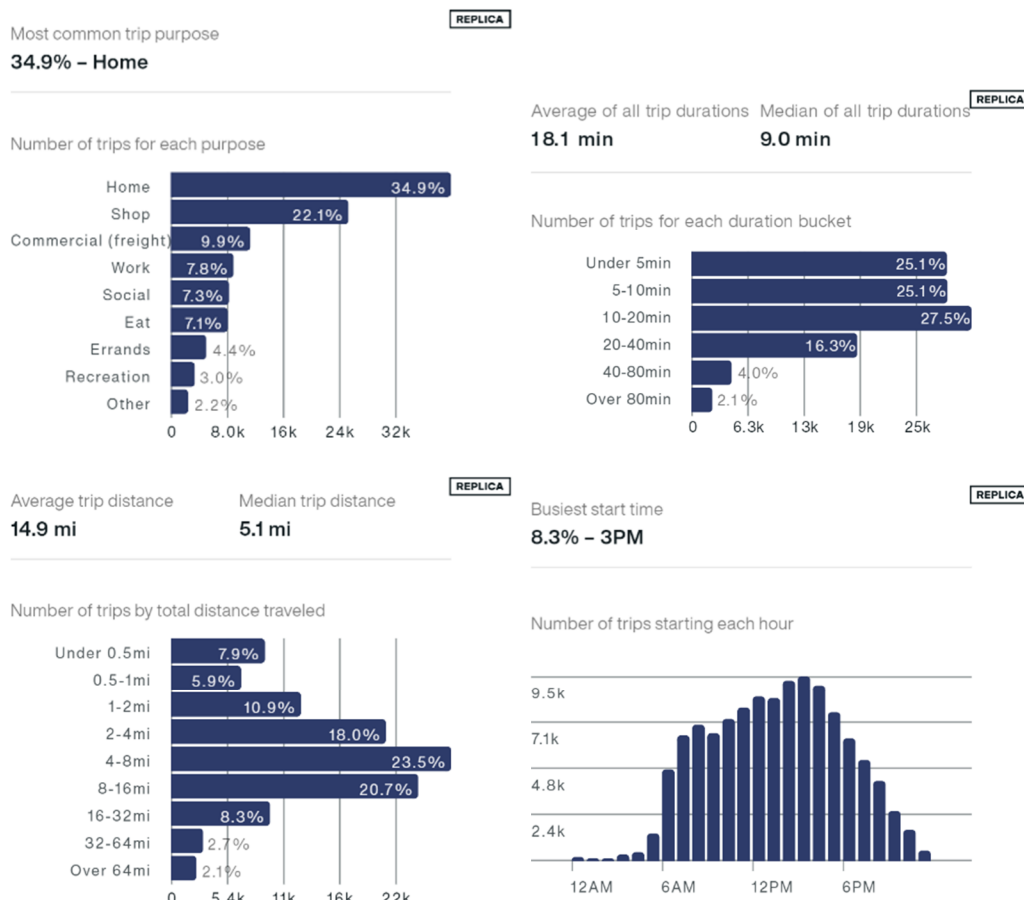 REPLICA
Most common trip purpose
34.9% – Home
Number of trips for each purpose
Home 34.9%
Shop 22.1%
Commercial (freight) 9.9%
Work 7.8%
Social 7.3%
Eat 7.1%
Errands 4.4%
Recreation 3.0%
Other 2.2%
0 8.0k 16k 24k 32k
REPLICA
Average of all trip durations Median of all trip durations
18.1 min 9.0 min
Number of trips for each duration bucket
Under 5min 25.1%
5-10min 25.1%
10-20min 27.5%
20-40min 16.3%
40-80min 4.0%
Over 80min 2.1%
0 6.3k 13k 19k 25k
REPLICA
Average trip distance Median trip distance
14.9 mi 5.1 mi
Number of trips by total distance traveled
Under 0.5mi 7.9%
0.5-1mi 5.9%
1-2mi 10.9%
2-4mi 18.0%
4-8mi 23.5%
8-16mi 20.7%
16-32mi 8.3%
32-64mi 2.7%
Over 64mi 2.1%
0 5.4k 11k 16k 22k
REPLICA
Busiest start time
8.3% – 3PM
Number of trips starting each hour
9.5k
7.1k
4.8k
2.4k
12AM 6AM 12PM 6PM